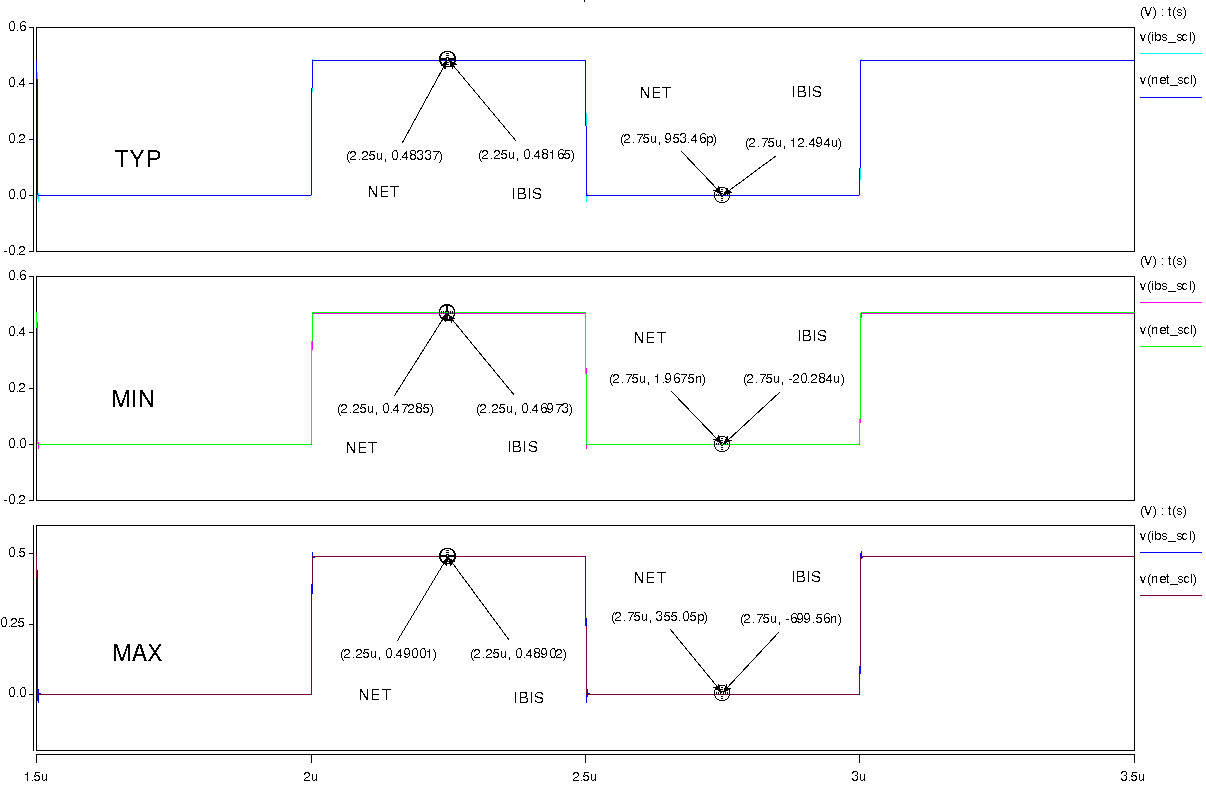 (V) : t(s)
0.6
v(ibs_scl)
0.4
v(net_scl)
NET IBIS
0.2
(2.75u, 953.46p) (2.75u, 12.494u)
TYP
(2.25u, 0.48337) (2.25u, 0.48165)
NET IBIS
0.0
-0.2
(V) : t(s)
0.6
v(ibs_scl)
0.4
v(net_scl)
NET IBIS
0.2
(2.75u, 1.9675n) (2.75u, -20.284u)
MIN
(2.25u, 0.47285) (2.25u, 0.46973)
NET IBIS
0.0
-0.2
(V) : t(s)
v(ibs_scl)
0.5
v(net_scl)
NET IBIS
0.25
(2.75u, 355.05p) (2.75u, -699.56n)
MAX
(2.25u, 0.49001) (2.25u, 0.48902)
NET IBIS
0.0
1.5u 2u 2.5u 3u 3.5u